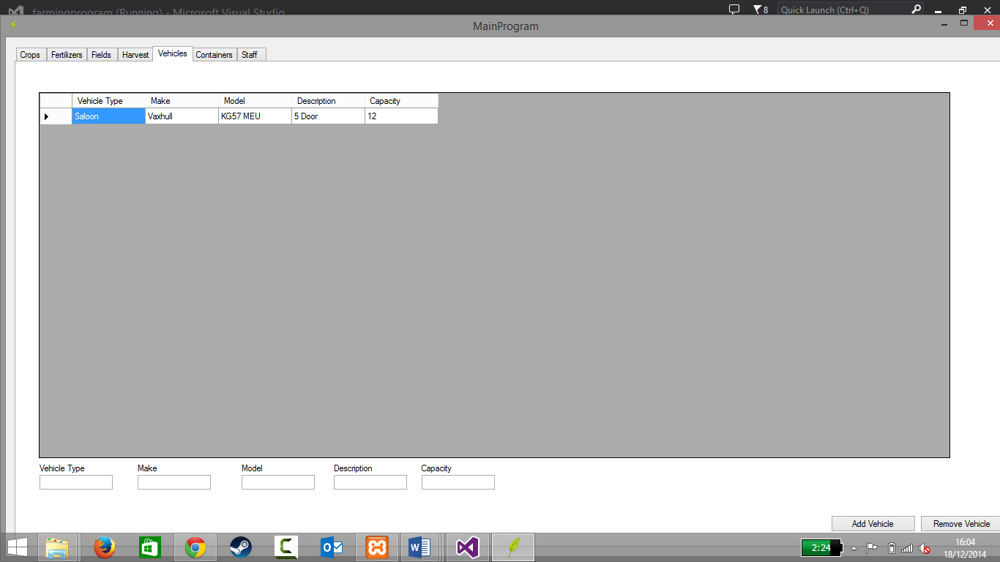 farmingprogram (Running) - Microsoft Visual Studio
8
Quick Launch (Ctrl+Q)
MainProgram
Crops Fertilizers Fields Harvest Vehicles Containers Staff
Vehicle Type Make Model Description Capacity
Saloon Vaxhull KG57 MEU 5 Door 12
Vehicle Type Make Model Description Capacity
Add Vehicle Remove Vehicle
2:24
16:04
18/12/2014